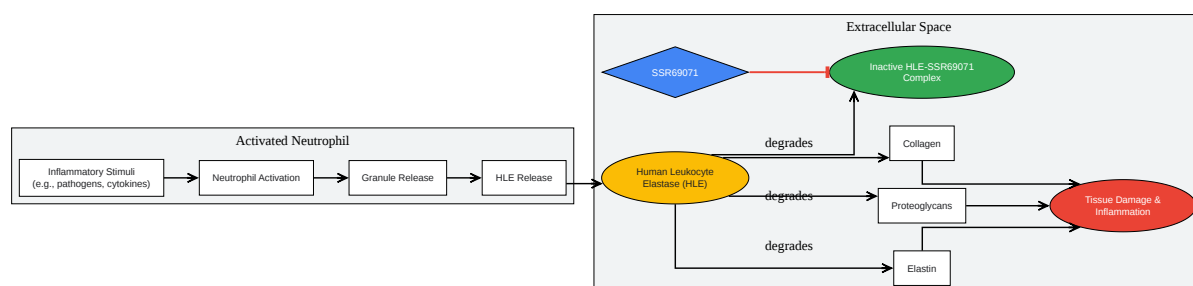 Activated Neutrophil
Inflammatory Stimuli
(e.g., pathogens, cytokines)
Neutrophil Activation
Granule Release
HLE Release
Extracellular Space
SSR69071
Inactive HLE-SSR69071
Complex
Human Leukocyte
Elastase (HLE)
degrades
Collagen
degrades
Proteoglycans
degrades
Elastin
Tissue Damage &
Inflammation